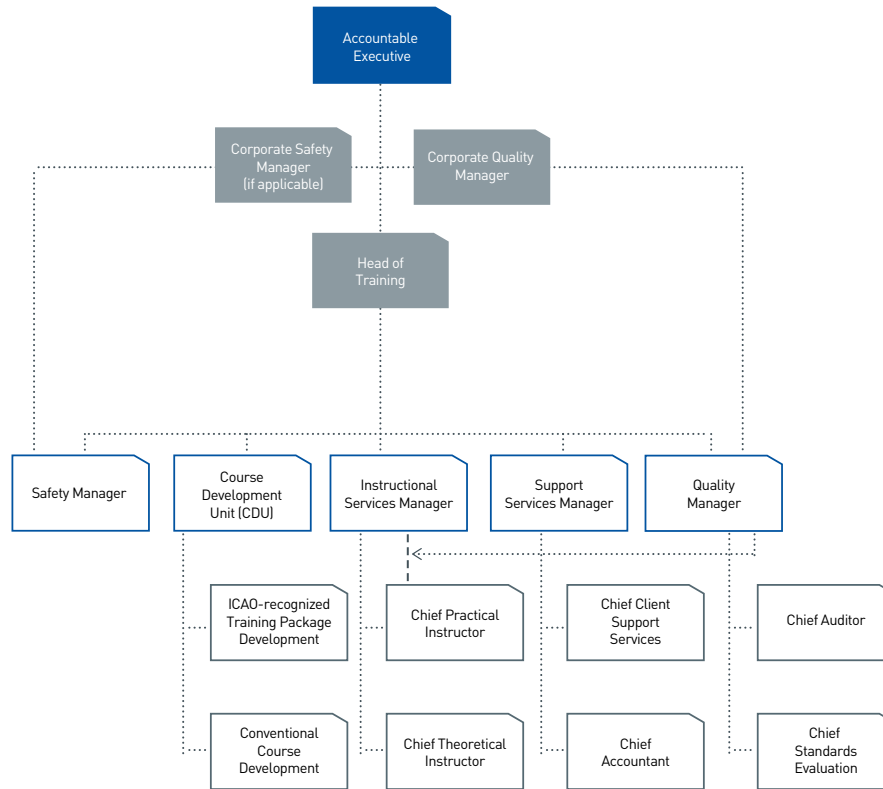 Accountable
Executive
Corporate Safety
Manager
(if applicable)
Corporate Quality
Manager
Head of
Training
Safety Manager
Course
Development
Unit (CDU)
Instructional
Services Manager
Support
Services Manager
Quality
Manager
ICAO-recognized
Training Package
Development
Chief Practical
Instructor
Chief Client
Support
Services
Chief Auditor
Conventional
Course
Development
Chief Theoretical
Instructor
Chief
Accountant
Chief
Standards
Evaluation